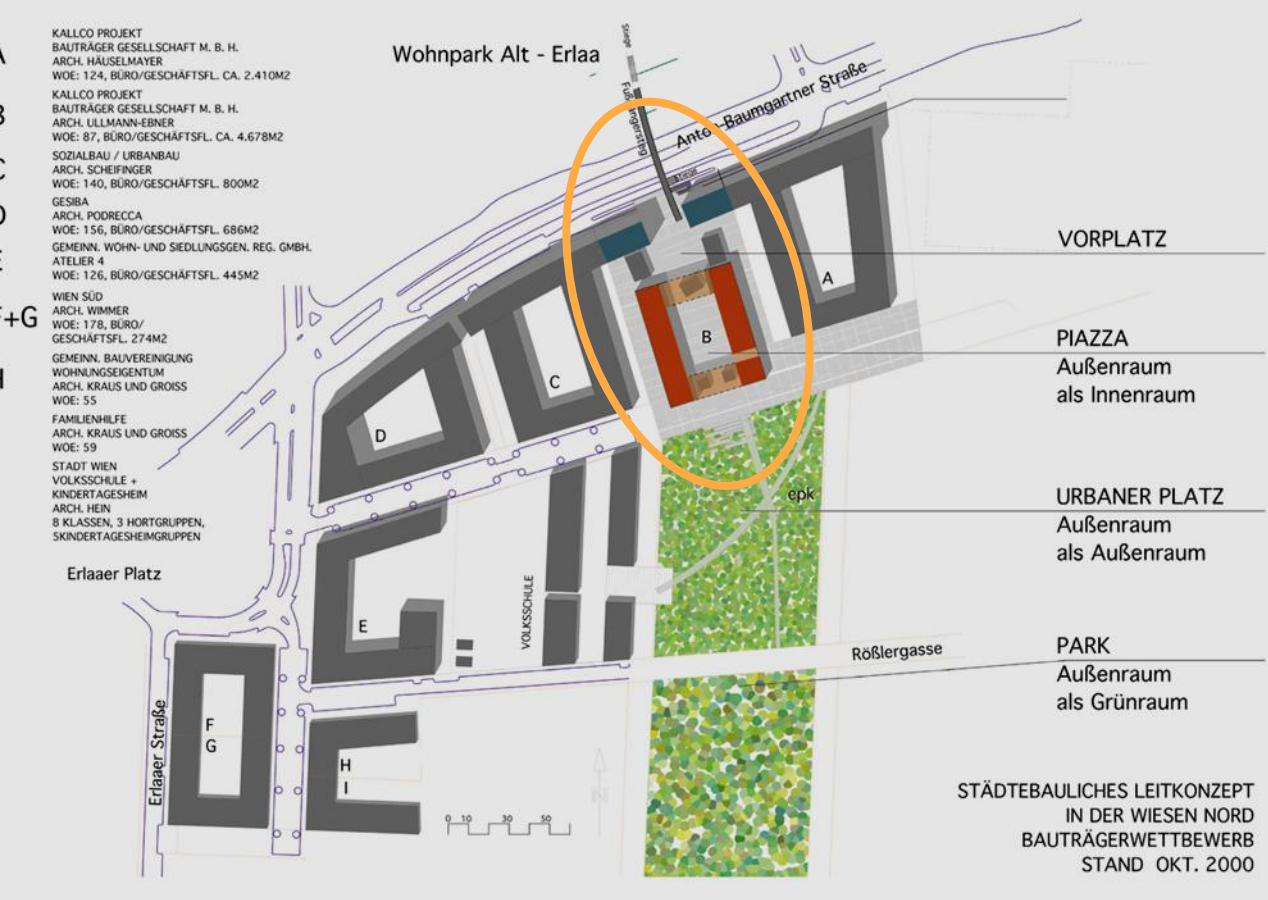 A
KALLCO PROJEKT
BAUTRÄGER GESELLSCHAFT M. B. H.
ARCH. HÄUSELMAYER
WOE: 124, BÜRO/GESCHÄFTSFL. CA. 2.410M2
B
KALLCO PROJEKT
BAUTRÄGER GESELLSCHAFT M. B. H.
ARCH. ULLMANN-EBNER
WOE: 87, BÜRO/GESCHÄFTSFL. CA. 4.678M2
C
SOZIALBAU / URBANBAU
ARCH. SCHEIFINGER
WOE: 140, BÜRO/GESCHÄFTSFL. 800M2
D
GESIBA
ARCH. PODRECCA
WOE: 156, BÜRO/GESCHÄFTSFL. 686M2
E
GEMEINN. WOHN- UND SIEDLUNGSGEN. REG. GMBH.
ATELIER 4
WOE: 126, BÜRO/GESCHÄFTSFL. 445M2
F+G
WIEN SÜD
ARCH. WIMMER
WOE: 178, BÜRO/
GESCHÄFTSFL. 274M2
H
GEMEINN. BAUVEREINIGUNG
WOHNUNGSEIGENTUM
ARCH. KRAUS UND GROISS
WOE: 55
FAMILIENHILFE
ARCH. KRAUS UND GROISS
WOE: 59
STADT WIEN
VOLKSSCHULE +
KINDERTAGESHEIM
ARCH. HEIN
8 KLASSEN, 3 HORTGRUPPEN,
5KINDERTAGESHEIMGRUPPEN
Wohnpark Alt - Erlaa
Stiege
Fußgängersteg
Anton-Baumgartner Straße
Stiege
A
B
C
D
E
F
G
H
I
epk
VOLKSSCHULE
Erlaaer Platz
Erlaaer Straße
Rößlergasse
0 10 30 50
N
VORPLATZ
PIAZZA
Außenraum
als Innenraum
URBANER PLATZ
Außenraum
als Außenraum
PARK
Außenraum
als Grünraum
STÄDTEBAULICHES LEITKONZEPT
IN DER WIESEN NORD
BAUTRÄGERWETTBEWERB
STAND OKT. 2000